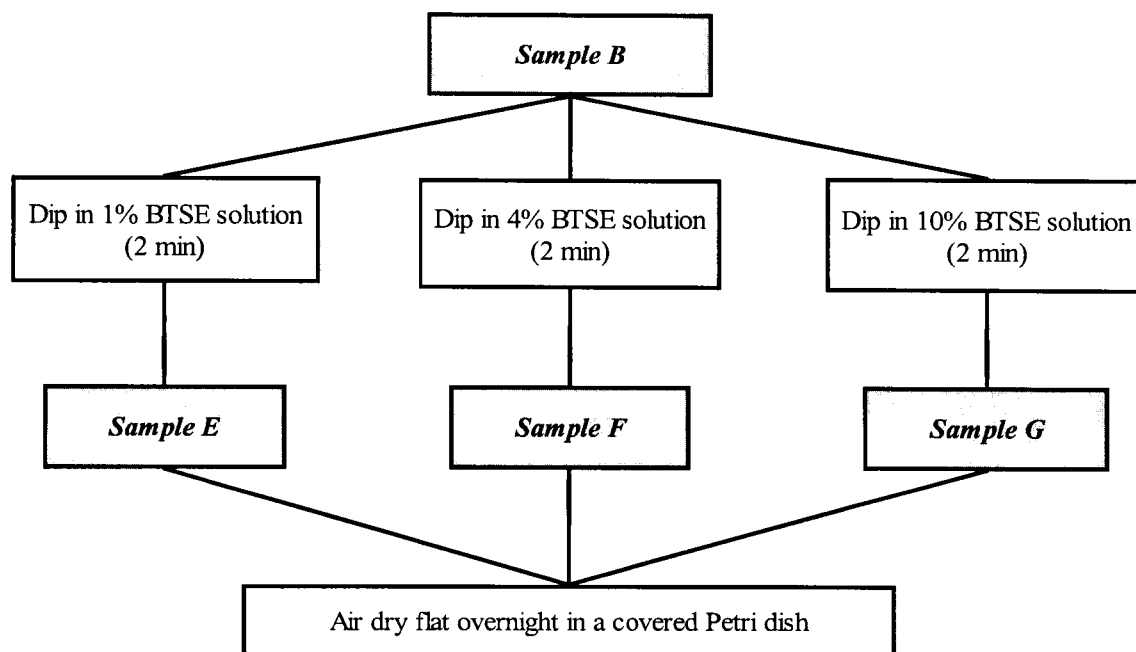 Sample B
Dip in 1% BTSE solution
(2 min)
Dip in 4% BTSE solution
(2 min)
Dip in 10% BTSE solution
(2 min)
Sample E
Sample F
Sample G
Air dry flat overnight in a covered Petri dish